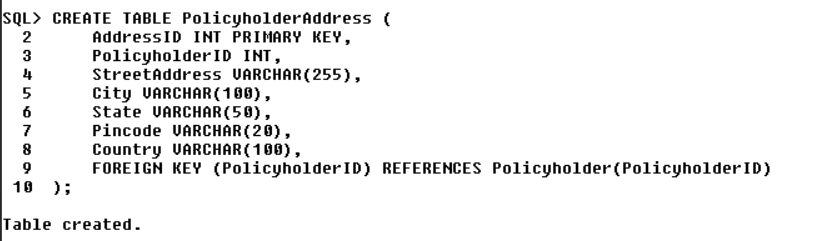 SQL> CREATE TABLE PolicyholderAddress (
  2      AddressID INT PRIMARY KEY,
  3      PolicyholderID INT,
  4      StreetAddress VARCHAR(255),
  5      City VARCHAR(100),
  6      State VARCHAR(50),
  7      Pincode VARCHAR(20),
  8      Country VARCHAR(100),
  9      FOREIGN KEY (PolicyholderID) REFERENCES Policyholder(PolicyholderID)
 10  );

Table created.